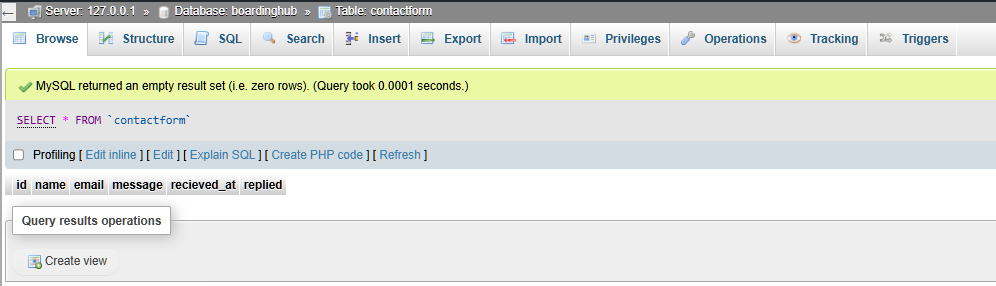 ← Server: 127.0.0.1 » Database: boardinghub » Table: contactform
Browse Structure SQL Search Insert Export Import Privileges Operations Tracking Triggers
MySQL returned an empty result set (i.e. zero rows). (Query took 0.0001 seconds.)
SELECT * FROM `contactform`
Profiling [ Edit inline ] [ Edit ] [ Explain SQL ] [ Create PHP code ] [ Refresh ]
id name email message recieved_at replied
Query results operations
Create view